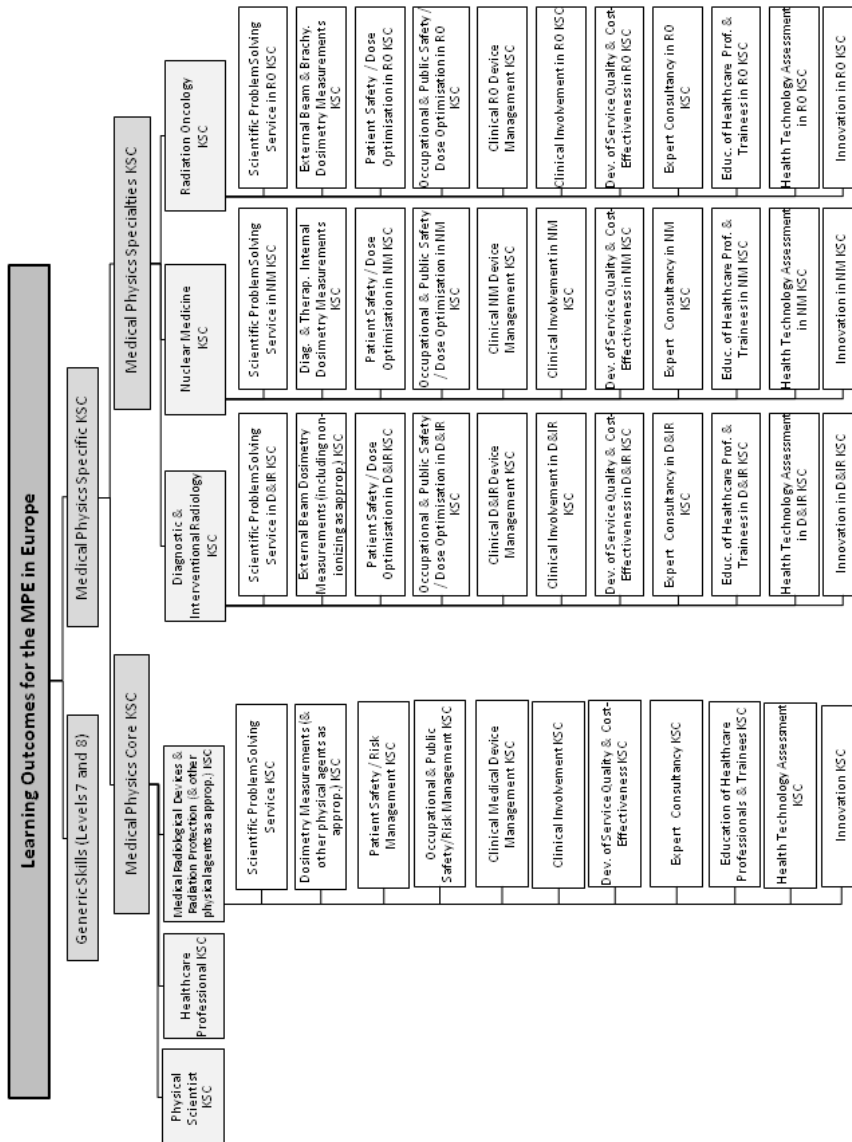 Learning Outcomes for the MPE in Europe
Generic Skills (Levels 7 and 8)
Medical Physics Specific KSC
Medical Physics Core KSC
Medical Physics Specialties KSC
Physical
Scientist
KSC
Healthcare
Professional KSC
Medical Radiological Devices &
Radiation Protection (& other
physical agents as approp.) KSC
Scientific Problem Solving
Service KSC
Dosimetry Measurements (&
other physical agents as
approp.) KSC
Patient Safety / Risk
Management KSC
Occupational & Public
Safety/Risk Management KSC
Clinical Medical Device
Management KSC
Clinical Involvement KSC
Dev. of Service Quality & Cost-
Effectiveness KSC
Expert Consultancy KSC
Education of Healthcare
Professionals & Trainees KSC
Health Technology Assessment
KSC
Innovation KSC
Diagnostic &
Interventional Radiology
KSC
Scientific Problem Solving
Service in D&IR KSC
External Beam Dosimetry
Measurements (including non-
ionizing as approp.) KSC
Patient Safety / Dose
Optimisation in D&IR KSC
Occupational & Public Safety
/ Dose Optimisation in D&IR
KSC
Clinical D&IR Device
Management KSC
Clinical Involvement in D&IR
KSC
Dev. of Service Quality & Cost-
Effectiveness in D&IR KSC
Expert Consultancy in D&IR
KSC
Educ. of Healthcare Prof. &
Trainees in D&IR KSC
Health Technology Assessment
in D&IR KSC
Innovation in D&IR KSC
Nuclear Medicine
KSC
Scientific Problem Solving
Service in NM KSC
Diag. & Therap. Internal
Dosimetry Measurements
KSC
Patient Safety / Dose
Optimisation in NM KSC
Occupational & Public Safety
/ Dose Optimisation in NM
KSC
Clinical NM Device
Management KSC
Clinical Involvement in NM
KSC
Dev. of Service Quality & Cost-
Effectiveness in NM KSC
Expert Consultancy in NM
KSC
Educ. of Healthcare Prof. &
Trainees in NM KSC
Health Technology Assessment
in NM KSC
Innovation in NM KSC
Radiation Oncology
KSC
Scientific Problem Solving
Service in RO KSC
External Beam & Brachy.
Dosimetry Measurements
KSC
Patient Safety / Dose
Optimisation in RO KSC
Occupational & Public Safety /
Dose Optimisation in RO
KSC
Clinical RO Device
Management KSC
Clinical Involvement in RO KSC
Dev. of Service Quality & Cost-
Effectiveness in RO KSC
Expert Consultancy in RO
KSC
Educ. of Healthcare Prof. &
Trainees in RO KSC
Health Technology Assessment
in RO KSC
Innovation in RO KSC